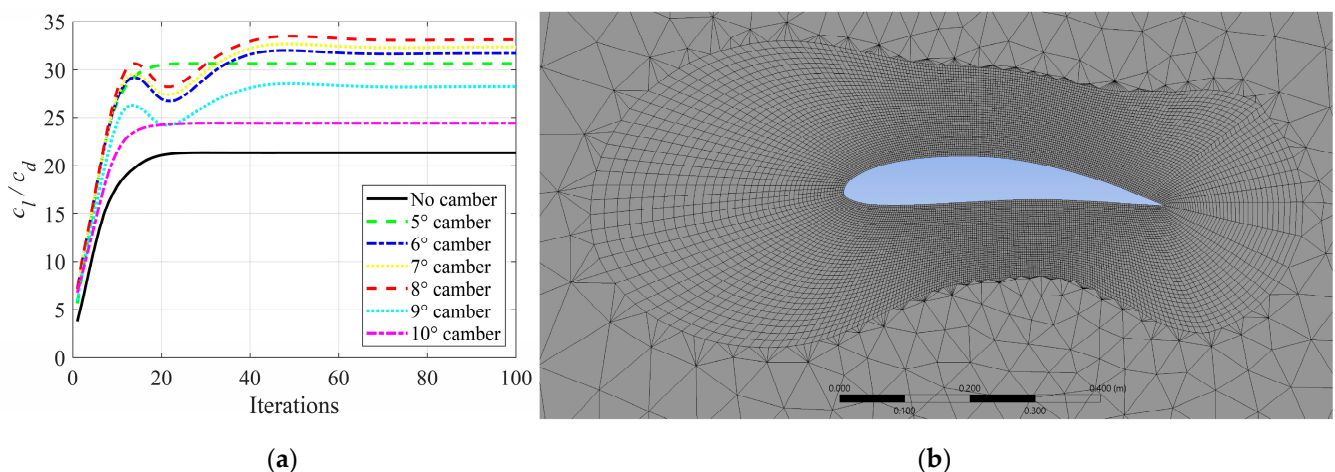 35
30
25
20
15
10
5
0
c_l / c_d
No camber
5° camber
6° camber
7° camber
8° camber
9° camber
10° camber
0 20 40 60 80 100
Iterations
0.000 0.200 0.400 (m)
0.100 0.300
(a) (b)